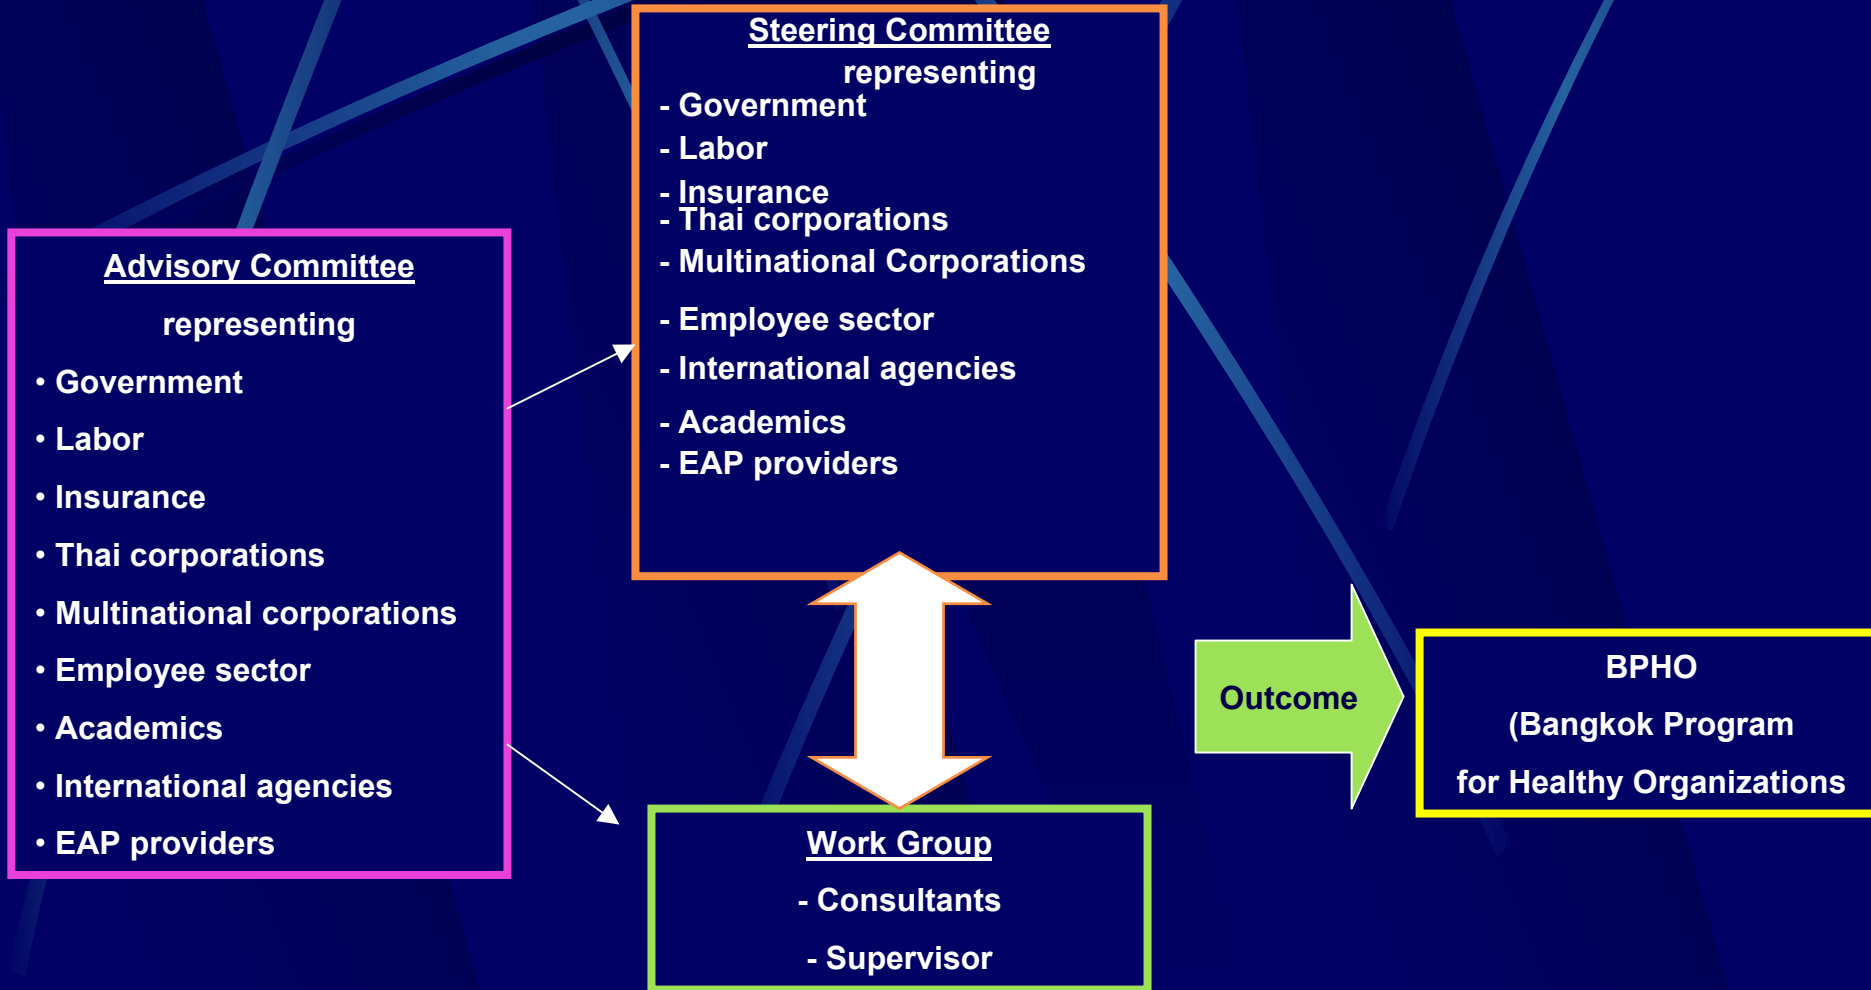 Steering Committee
representing
- Government
- Labor
- Insurance
- Thai corporations
- Multinational Corporations
- Employee sector
- International agencies
- Academics
- EAP providers
Advisory Committee
representing
• Government
• Labor
• Insurance
• Thai corporations
• Multinational corporations
• Employee sector
• Academics
• International agencies
• EAP providers
Work Group
- Consultants
- Supervisor
Outcome
BPHO
(Bangkok Program
for Healthy Organizations